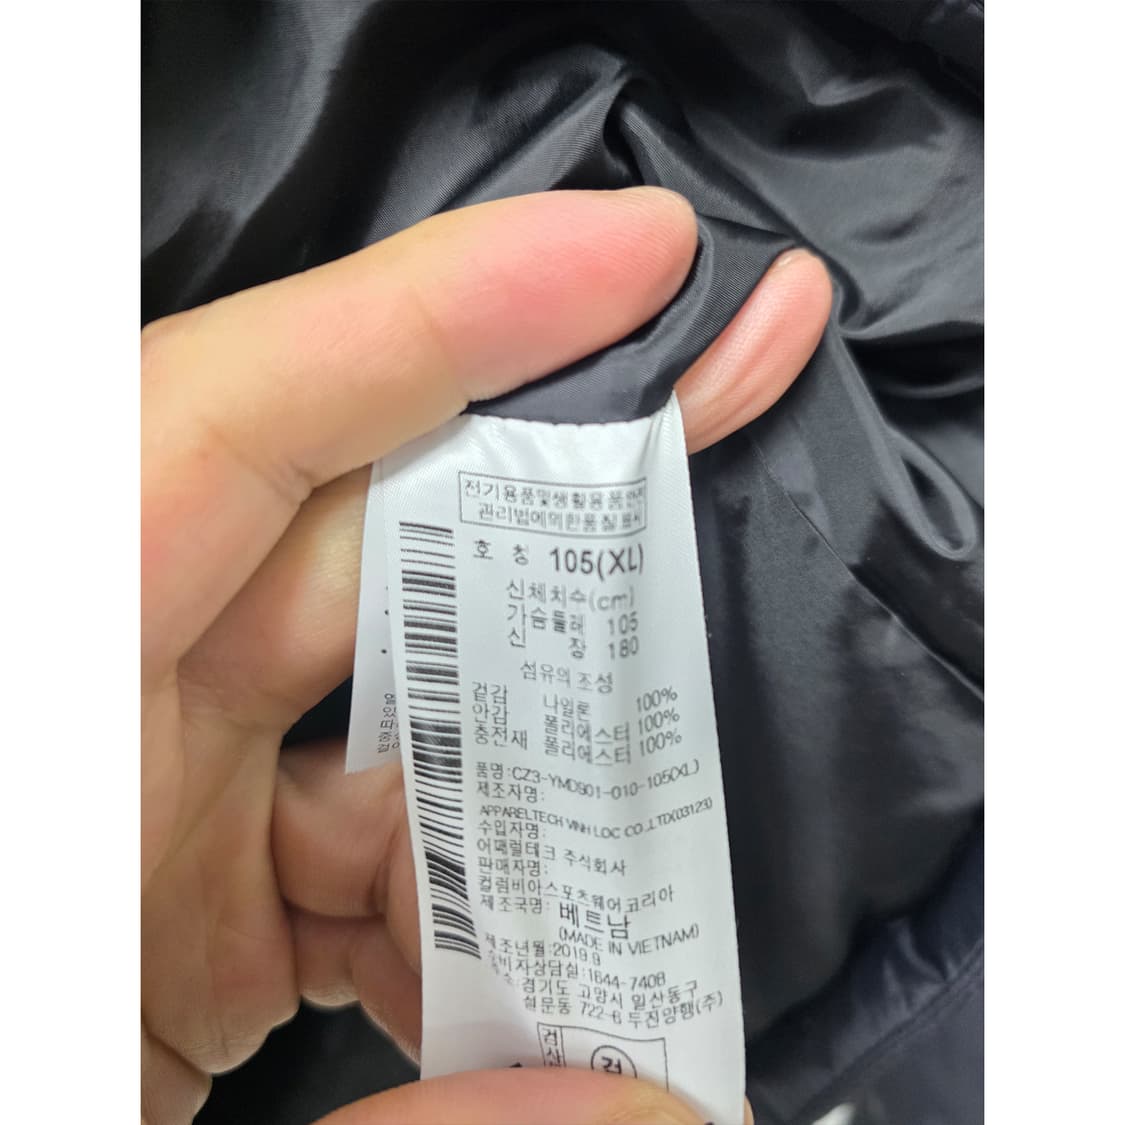 전기용품및생활용품안전
관리법에의한품질표시
호 칭 105(XL)
신체치수(cm)
가슴둘레 105
신 장 180
섬유의조성
겉감 나일론 100%
안감 폴리에스터 100%
충전재 폴리에스터 100%
품명:CZ3-YMDS01-010-105(XL)
제조자명:
APPARELTECH VINH LOC CO.,LTD(03123)
수입자명:
어패럴테크 주식회사
판매자명:
컬럼비아스포츠웨어코리아
제조국명: 베트남
(MADE IN VIETNAM)
제조년월:2019.9
소비자상담실:1644-7408
주소:경기도 고양시 일산동구
설문동 722-6 두진양행(주)
검